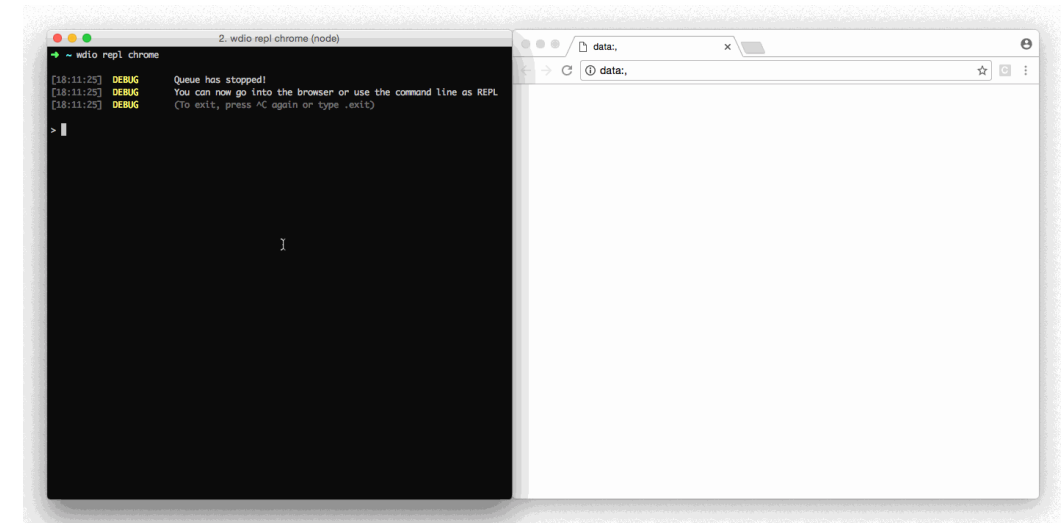 2. wdio repl chrome (node)
➜ ~ wdio repl chrome
[18:11:25] DEBUG Queue has stopped!
[18:11:25] DEBUG You can now go into the browser or use the command line as REPL
[18:11:25] DEBUG (To exit, press ^C again or type .exit)
>
data:,
data:,